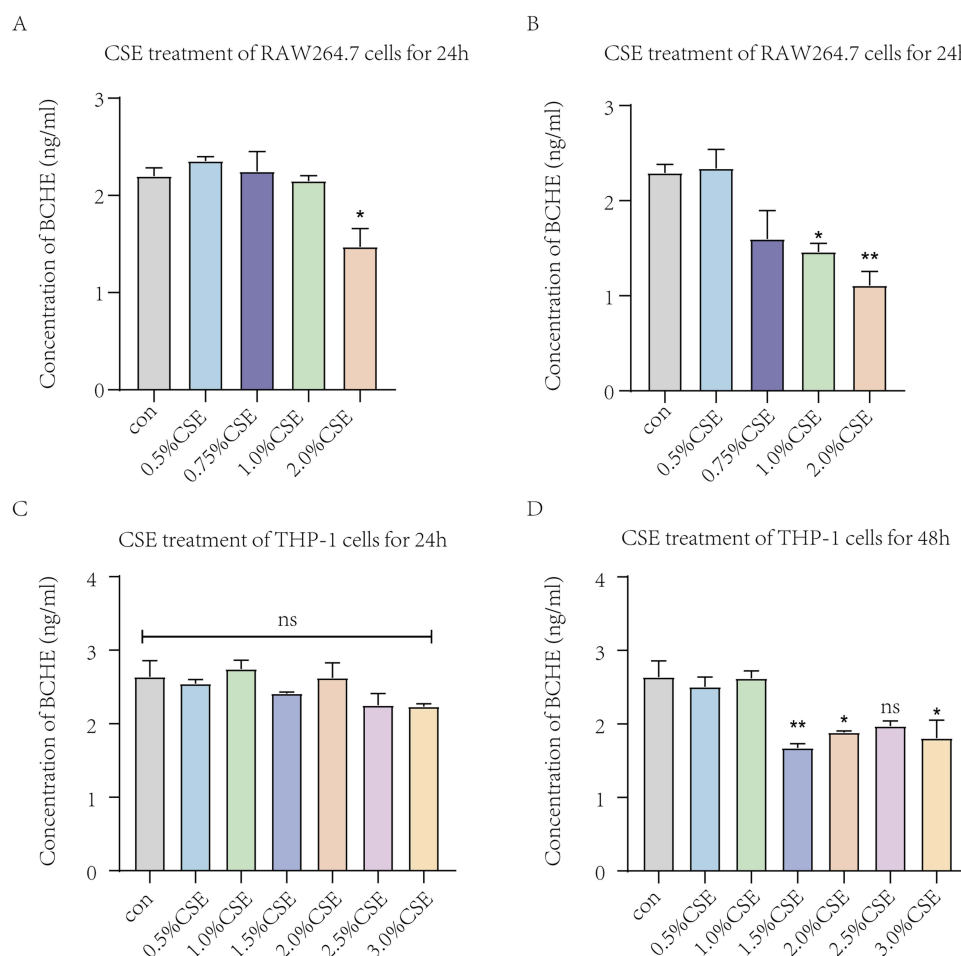 A
CSE treatment of RAW264.7 cells for 24h
Concentration of BCHE (ng/ml)
3
2
1
0
*
con
0.5%CSE
0.75%CSE
1.0%CSE
2.0%CSE
B
CSE treatment of RAW264.7 cells for 24h
Concentration of BCHE (ng/ml)
3
2
1
0
*
**
con
0.5%CSE
0.75%CSE
1.0%CSE
2.0%CSE
C
CSE treatment of THP-1 cells for 24h
Concentration of BCHE (ng/ml)
4
3
2
1
0
ns
con
0.5%CSE
1.0%CSE
1.5%CSE
2.0%CSE
2.5%CSE
3.0%CSE
D
CSE treatment of THP-1 cells for 48h
Concentration of BCHE (ng/ml)
4
3
2
1
0
**
*
ns
*
con
0.5%CSE
1.0%CSE
1.5%CSE
2.0%CSE
2.5%CSE
3.0%CSE